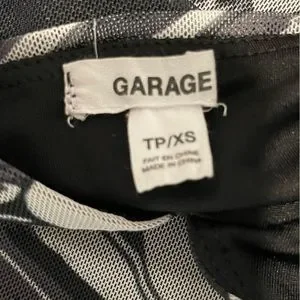 GARAGE
TP/XS
FAIT EN CHINE
MADE IN CHINA